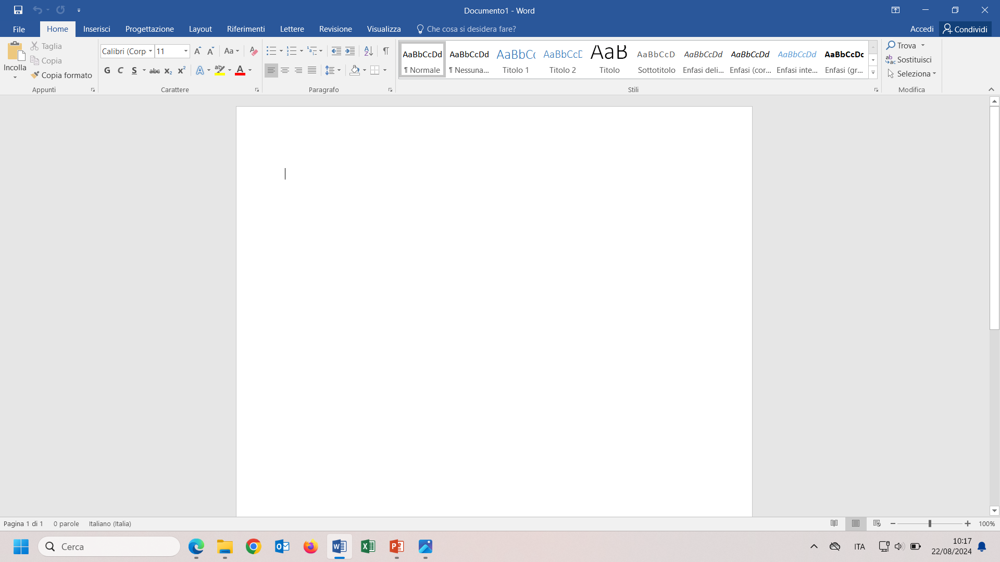 Documento1 - Word
File Home Inserisci Progettazione Layout Riferimenti Lettere Revisione Visualizza Che cosa si desidera fare? Accedi Condividi
Incolla
Taglia
Copia
Copia formato
Appunti
Calibri (Corp 11 Aa
G C S abc x₂ x² A ab A
Carattere
Paragrafo
AaBbCcDd AaBbCcDd AaBbCc AaBbCcD AaB AaBbCcD AaBbCcDd AaBbCcDd AaBbCcDd AaBbCcDc
¶ Normale ¶ Nessuna... Titolo 1 Titolo 2 Titolo Sottotitolo Enfasi deli... Enfasi (cor... Enfasi inte... Enfasi (gr...
Stili
Trova
Sostituisci
Seleziona
Modifica
Pagina 1 di 1 0 parole Italiano (Italia) 100%
Cerca
ITA
10:17
22/08/2024